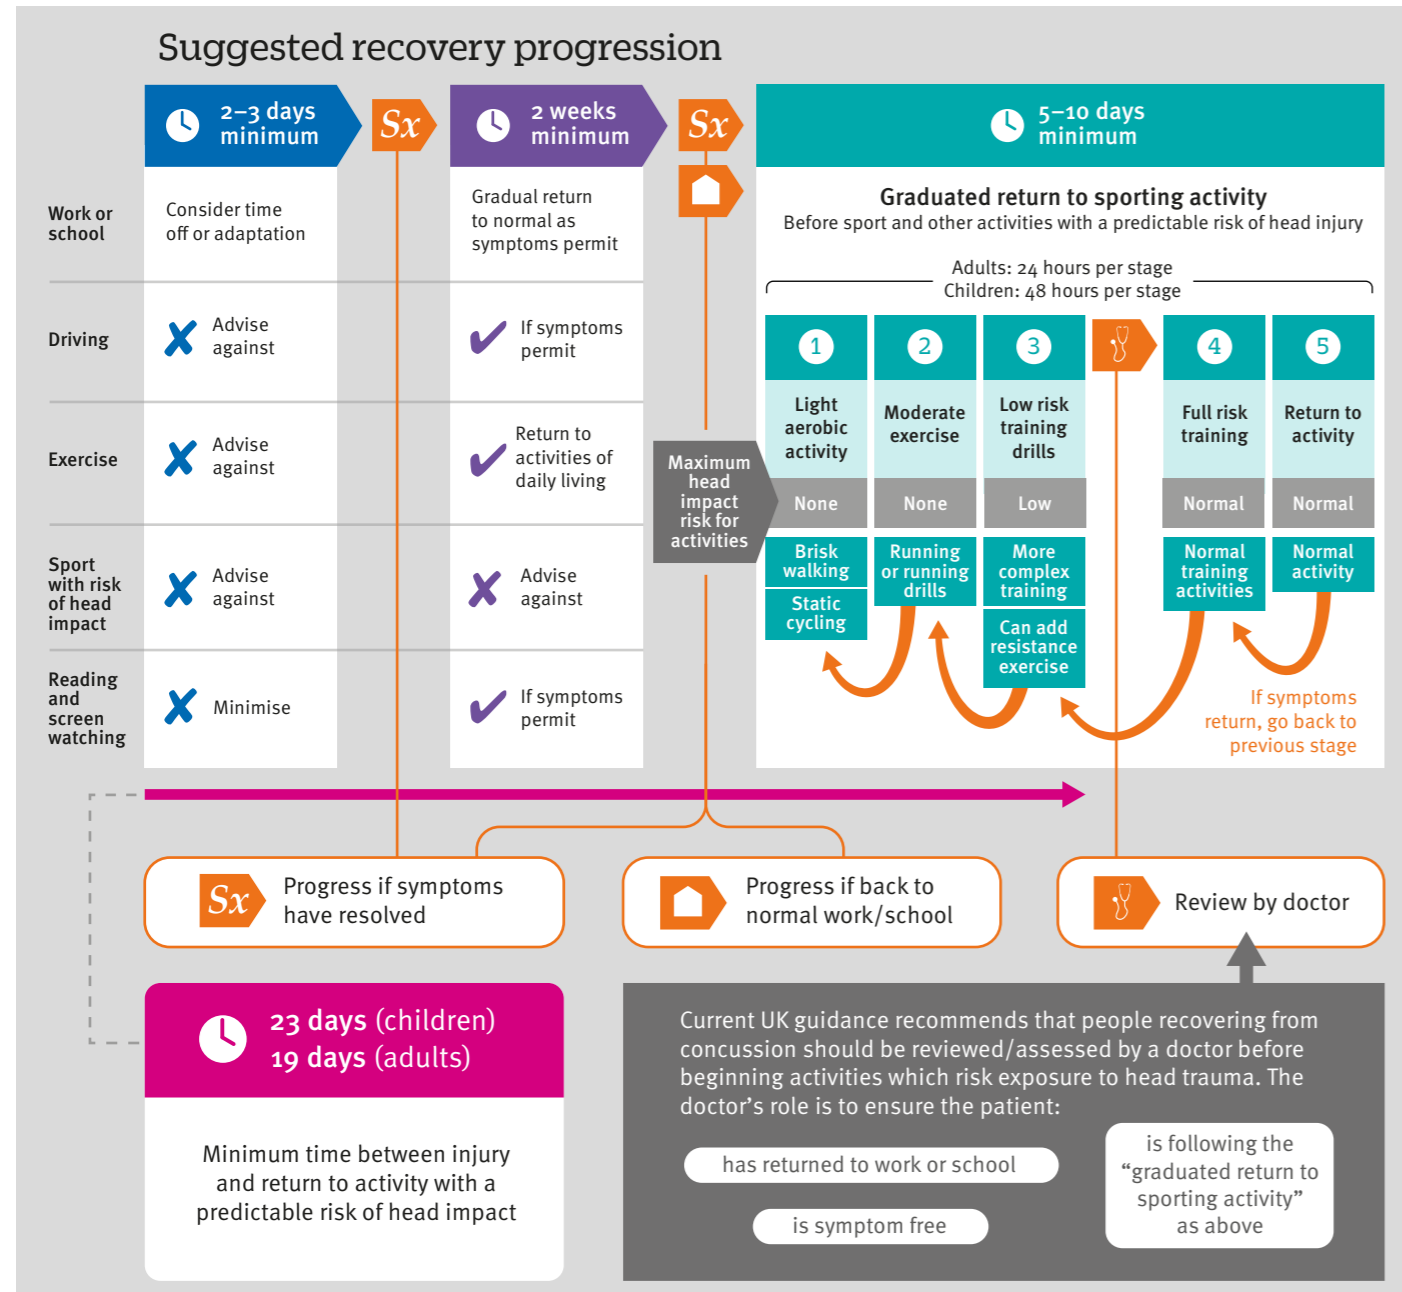 Suggested recovery progression
2–3 days
minimum
Sx
2 weeks
minimum
Sx
5–10 days
minimum
Work or
school
Consider time
off or adaptation
Gradual return
to normal as
symptoms permit
Driving
Advise
against
If symptoms
permit
Exercise
Advise
against
Return to
activities of
daily living
Sport
with risk
of head
impact
Advise
against
Advise
against
Reading
and
screen
watching
Minimise
If symptoms
permit
Graduated return to sporting activity
Before sport and other activities with a predictable risk of head injury
Adults: 24 hours per stage
Children: 48 hours per stage
Maximum
head
impact
risk for
activities
1
Light
aerobic
activity
None
Brisk
walking
Static
cycling
2
Moderate
exercise
None
Running
or running
drills
3
Low risk
training
drills
Low
More
complex
training
Can add
resistance
exercise
4
Full risk
training
Normal
Normal
training
activities
5
Return to
activity
Normal
Normal
activity
If symptoms
return, go back to
previous stage
Sx
Progress if symptoms
have resolved
Progress if back to
normal work/school
Review by doctor
23 days (children)
19 days (adults)
Minimum time between injury
and return to activity with a
predictable risk of head impact
Current UK guidance recommends that people recovering from
concussion should be reviewed/assessed by a doctor before
beginning activities which risk exposure to head trauma. The
doctor's role is to ensure the patient:
has returned to work or school
is symptom free
is following the
“graduated return to
sporting activity”
as above